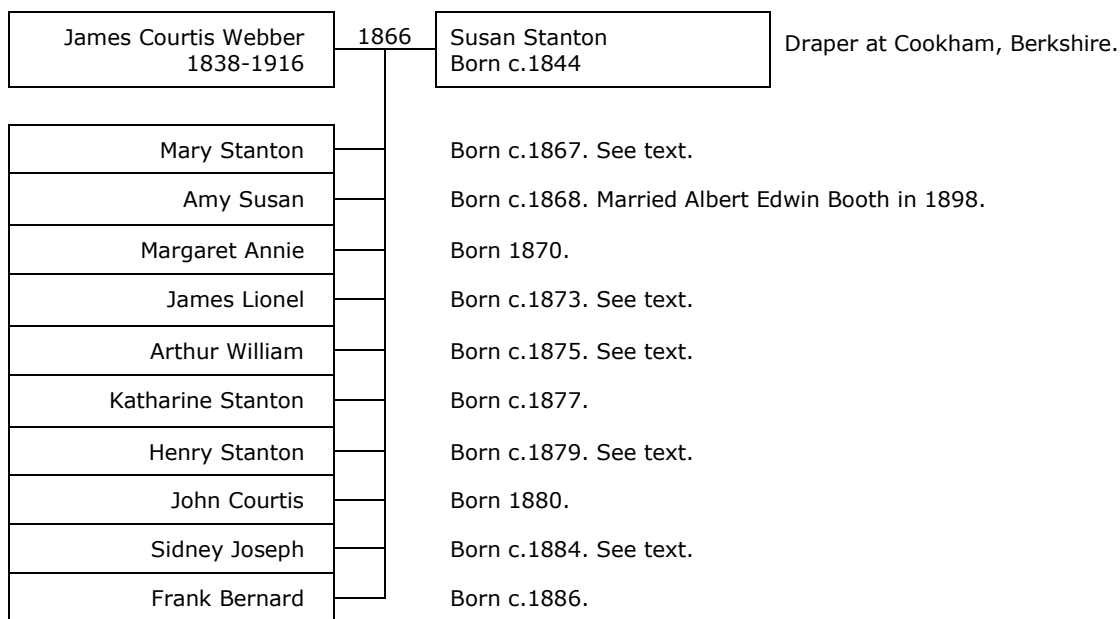 James Courtis Webber
1838-1916
1866
Susan Stanton
Born c.1844
Draper at Cookham, Berkshire.
Mary Stanton Born c.1867. See text.
Amy Susan Born c.1868. Married Albert Edwin Booth in 1898.
Margaret Annie Born 1870.
James Lionel Born c.1873. See text.
Arthur William Born c.1875. See text.
Katharine Stanton Born c.1877.
Henry Stanton Born c.1879. See text.
John Courtis Born 1880.
Sidney Joseph Born c.1884. See text.
Frank Bernard Born c.1886.